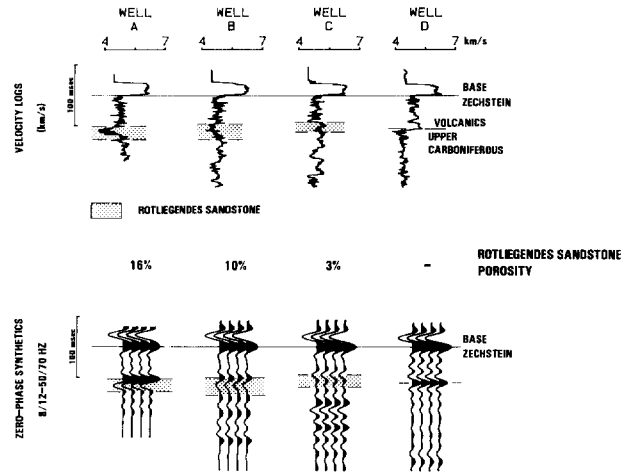 WELL A
WELL B
WELL C
WELL D
4 7
4 7
4 7
4 7 km/s
100 msec
VELOCITY LOGS
(km/s)
BASE
ZECHSTEIN
VOLCANICS
UPPER
CARBONIFEROUS
ROTLIEGENDES SANDSTONE
16% 10% 3% –
ROTLIEGENDES SANDSTONE
POROSITY
100 msec
ZERO-PHASE SYNTHETICS
8/12-50/70 HZ
BASE
ZECHSTEIN